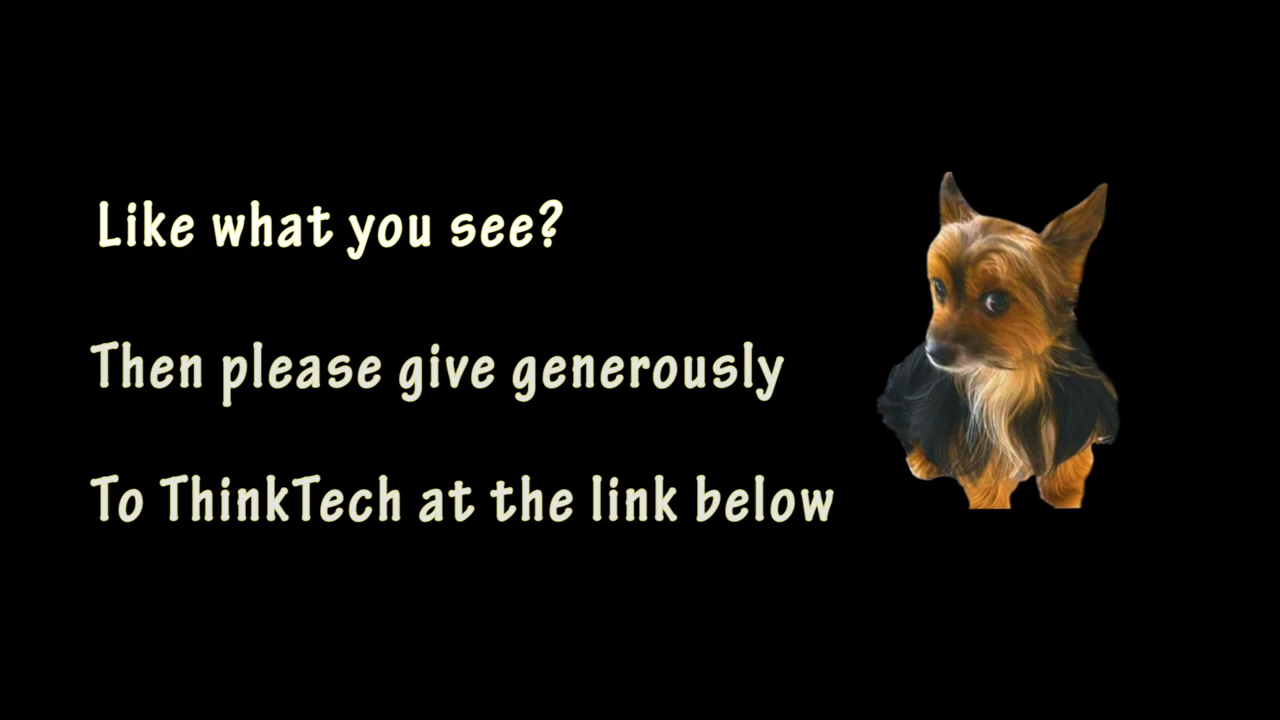 Like what you see?
Then please give generously
To ThinkTech at the link below